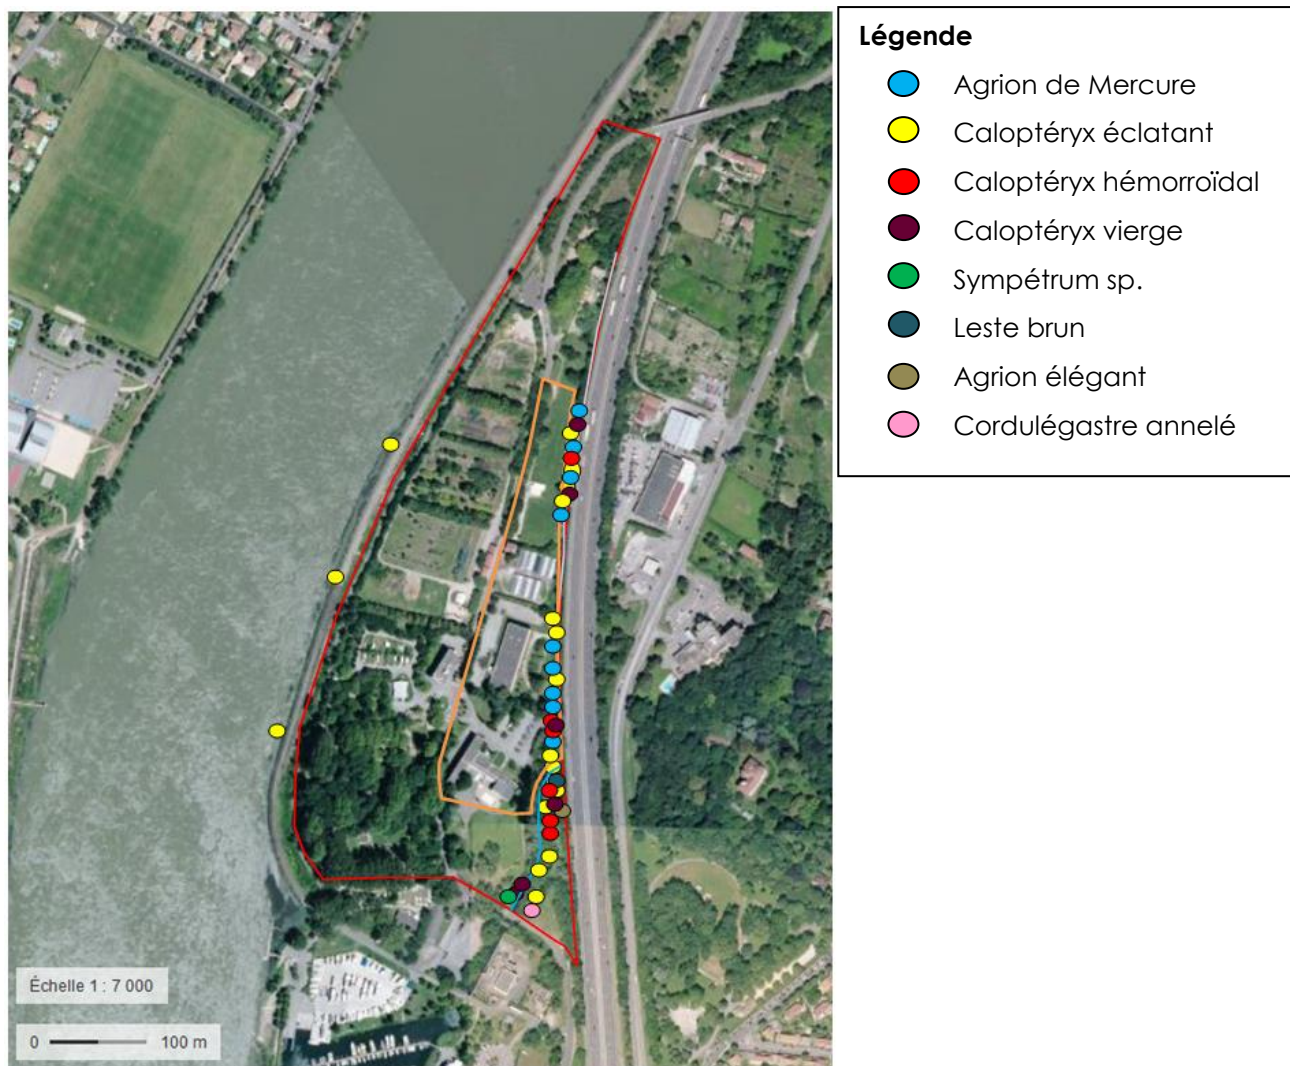 Légende
Agrion de Mercure
Caloptéryx éclatant
Caloptéryx hémorroïdal
Caloptéryx vierge
Sympétrum sp.
Leste brun
Agrion élégant
Cordulégastre annelé
Échelle 1 : 7 000
0 100 m